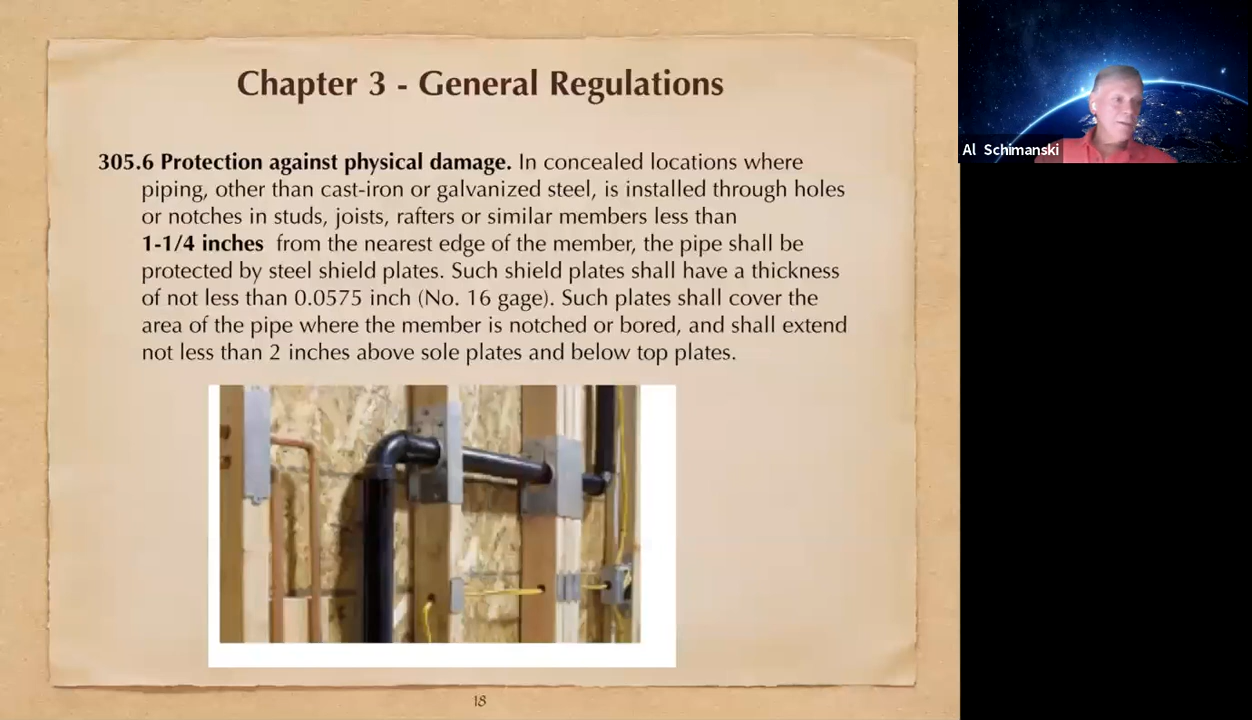 Chapter 3 - General Regulations
305.6 Protection against physical damage. In concealed locations where
piping, other than cast-iron or galvanized steel, is installed through holes
or notches in studs, joists, rafters or similar members less than
1-1/4 inches from the nearest edge of the member, the pipe shall be
protected by steel shield plates. Such shield plates shall have a thickness
of not less than 0.0575 inch (No. 16 gage). Such plates shall cover the
area of the pipe where the member is notched or bored, and shall extend
not less than 2 inches above sole plates and below top plates.
18
Al Schimanski